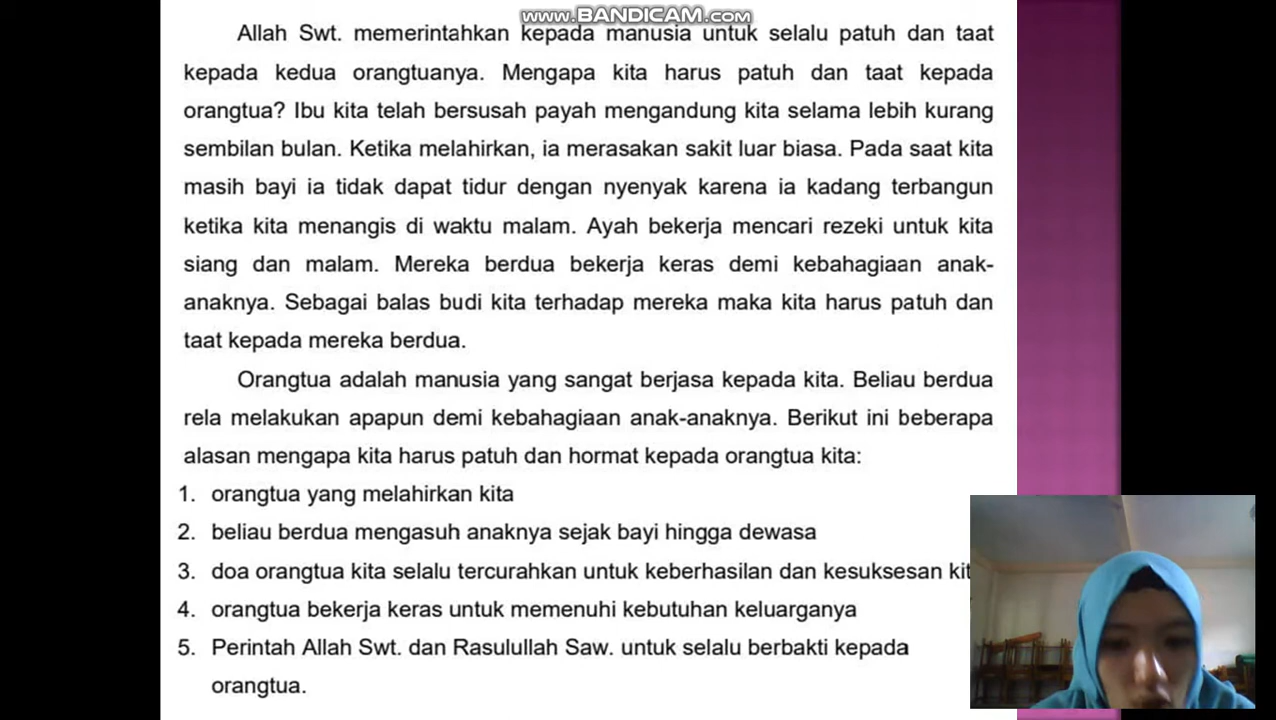 www.BANDICAM.com
Allah Swt. memerintahkan kepada manusia untuk selalu patuh dan taat
kepada kedua orangtuanya. Mengapa kita harus patuh dan taat kepada
orangtua? Ibu kita telah bersusah payah mengandung kita selama lebih kurang
sembilan bulan. Ketika melahirkan, ia merasakan sakit luar biasa. Pada saat kita
masih bayi ia tidak dapat tidur dengan nyenyak karena ia kadang terbangun
ketika kita menangis di waktu malam. Ayah bekerja mencari rezeki untuk kita
siang dan malam. Mereka berdua bekerja keras demi kebahagiaan anak-
anaknya. Sebagai balas budi kita terhadap mereka maka kita harus patuh dan
taat kepada mereka berdua.
Orangtua adalah manusia yang sangat berjasa kepada kita. Beliau berdua
rela melakukan apapun demi kebahagiaan anak-anaknya. Berikut ini beberapa
alasan mengapa kita harus patuh dan hormat kepada orangtua kita:
1. orangtua yang melahirkan kita
2. beliau berdua mengasuh anaknya sejak bayi hingga dewasa
3. doa orangtua kita selalu tercurahkan untuk keberhasilan dan kesuksesan kit
4. orangtua bekerja keras untuk memenuhi kebutuhan keluarganya
5. Perintah Allah Swt. dan Rasulullah Saw. untuk selalu berbakti kepada
orangtua.